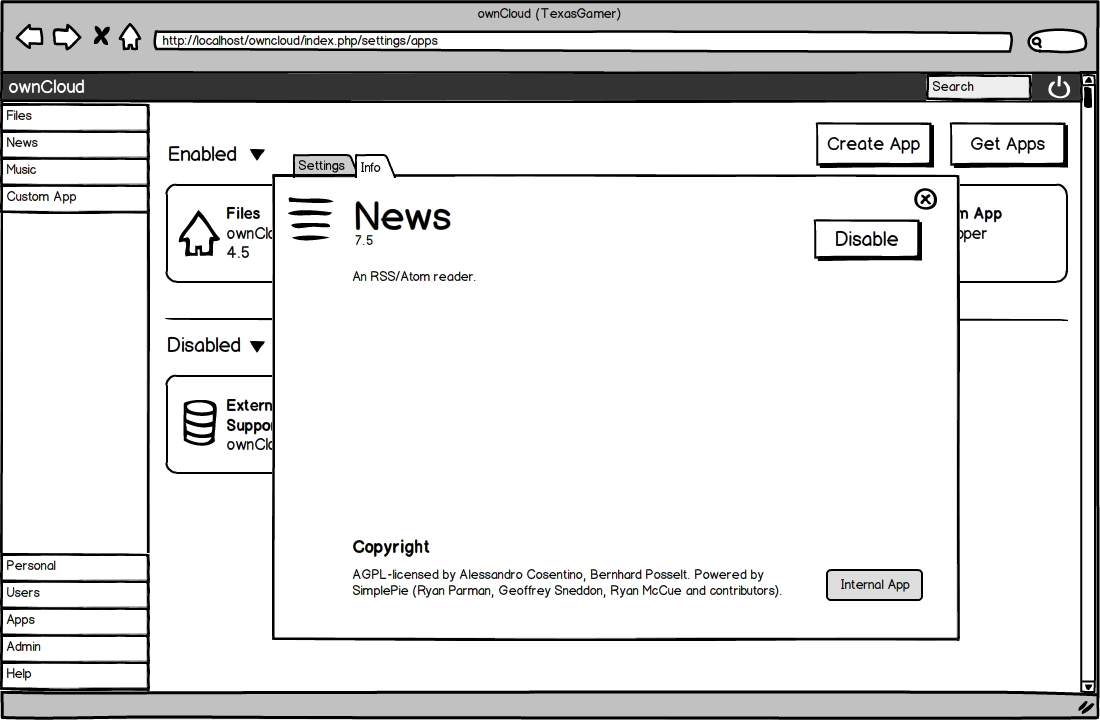 ownCloud (TexasGamer)
http://localhost/owncloud/index.php/settings/apps
ownCloud
Search
Files
News
Music
Custom App
Create App
Get Apps
Enabled
Settings
Info
Files
ownClo
4.5
News
7.5
Disable
An RSS/Atom reader.
m App
oper
Disabled
Extern
Suppor
ownClo
Copyright
AGPL-licensed by Alessandro Cosentino, Bernhard Posselt. Powered by
SimplePie (Ryan Parman, Geoffrey Sneddon, Ryan McCue and contributors).
Internal App
Personal
Users
Apps
Admin
Help